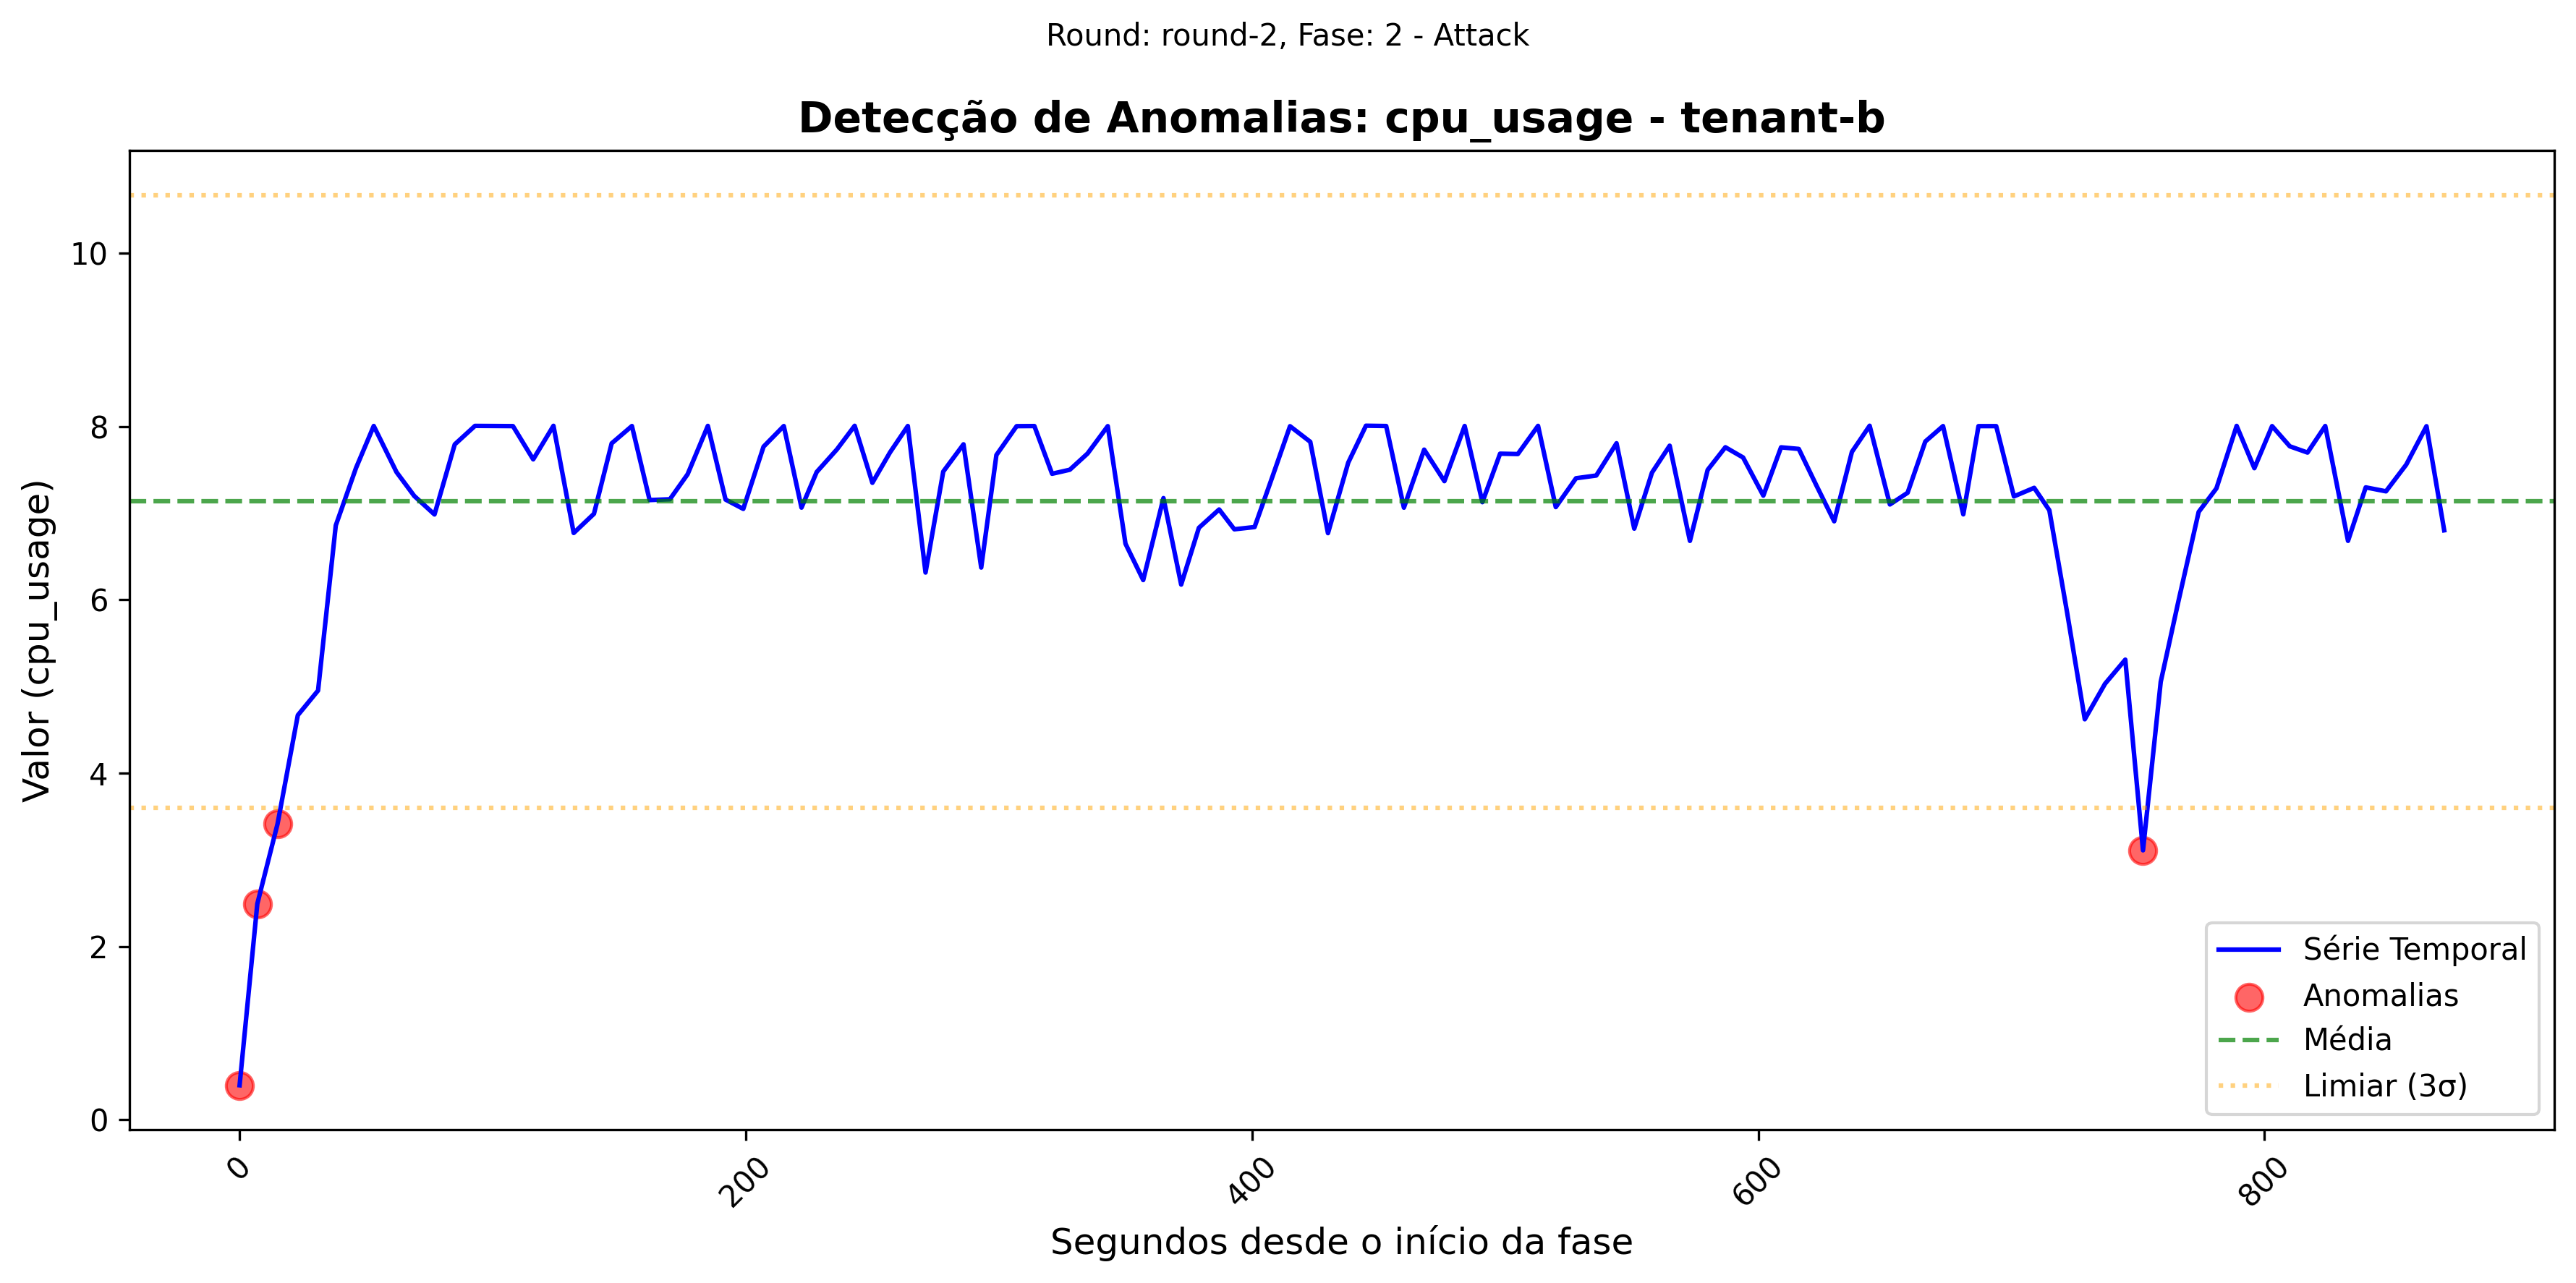 Round: round-2, Fase: 2 - Attack
Detecção de Anomalias: cpu_usage - tenant-b
Valor (cpu_usage)
10
8
6
4
2
0
0
200
400
600
800
Segundos desde o início da fase
Série Temporal
Anomalias
Média
Limiar (3σ)